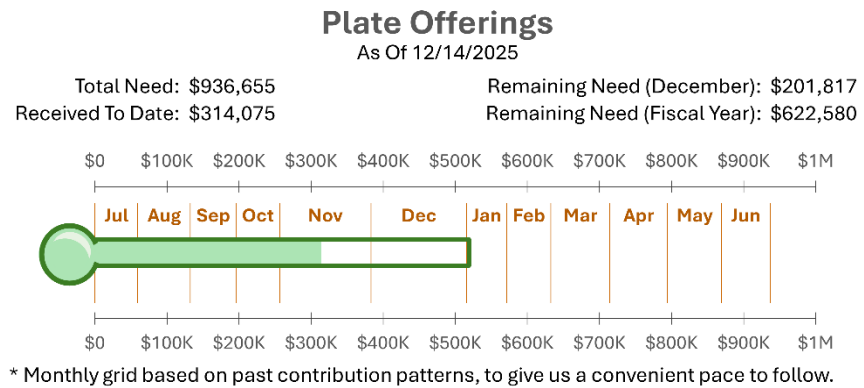 Plate Offerings
As Of 12/14/2025
Total Need: $936,655 Remaining Need (December): $201,817
Received To Date: $314,075 Remaining Need (Fiscal Year): $622,580
$0 $100K $200K $300K $400K $500K $600K $700K $800K $900K $1M
Jul Aug Sep Oct Nov Dec Jan Feb Mar Apr May Jun
$0 $100K $200K $300K $400K $500K $600K $700K $800K $900K $1M
* Monthly grid based on past contribution patterns, to give us a convenient pace to follow.